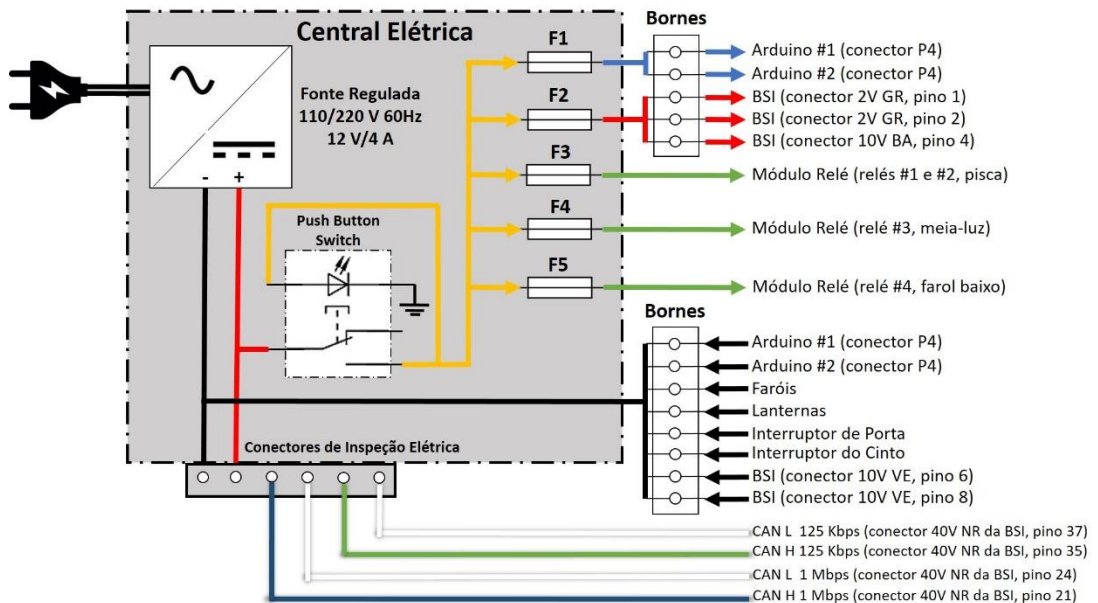 Central Elétrica
Fonte Regulada
110/220 V 60Hz
12 V/4 A
- +
Push Button
Switch
F1
F2
F3
F4
F5
Bornes
Arduino #1 (conector P4)
Arduino #2 (conector P4)
BSI (conector 2V GR, pino 1)
BSI (conector 2V GR, pino 2)
BSI (conector 10V BA, pino 4)
Módulo Relé (relés #1 e #2, pisca)
Módulo Relé (relé #3, meia-luz)
Módulo Relé (relé #4, farol baixo)
Bornes
Arduino #1 (conector P4)
Arduino #2 (conector P4)
Faróis
Lanternas
Interruptor de Porta
Interruptor do Cinto
BSI (conector 10V VE, pino 6)
BSI (conector 10V VE, pino 8)
Conectores de Inspeção Elétrica
CAN L 125 Kbps (conector 40V NR da BSI, pino 37)
CAN H 125 Kbps (conector 40V NR da BSI, pino 35)
CAN L 1 Mbps (conector 40V NR da BSI, pino 24)
CAN H 1 Mbps (conector 40V NR da BSI, pino 21)